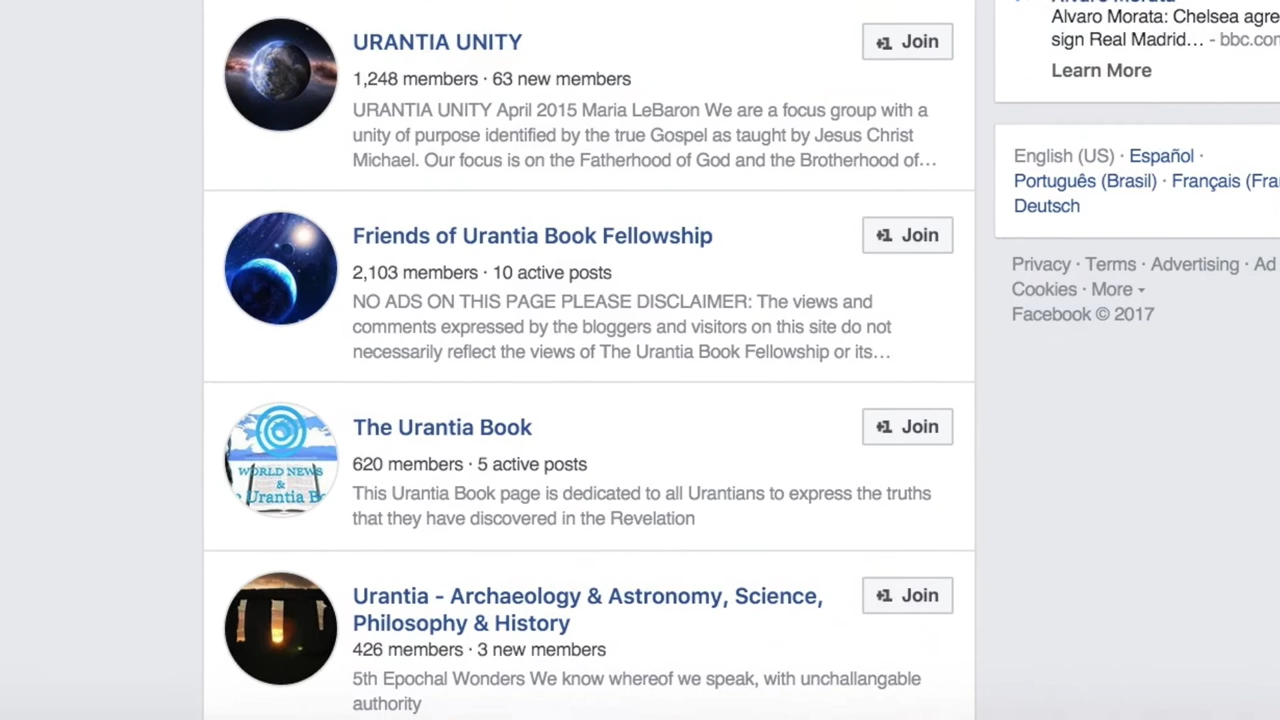 URANTIA UNITY
+1 Join
1,248 members · 63 new members
URANTIA UNITY April 2015 Maria LeBaron We are a focus group with a
unity of purpose identified by the true Gospel as taught by Jesus Christ
Michael. Our focus is on the Fatherhood of God and the Brotherhood of…
Friends of Urantia Book Fellowship
+1 Join
2,103 members · 10 active posts
NO ADS ON THIS PAGE PLEASE DISCLAIMER: The views and
comments expressed by the bloggers and visitors on this site do not
necessarily reflect the views of The Urantia Book Fellowship or its…
WORLD NEWS
&
Urantia
The Urantia Book
+1 Join
620 members · 5 active posts
This Urantia Book page is dedicated to all Urantians to express the truths
that they have discovered in the Revelation
Urantia - Archaeology & Astronomy, Science,
Philosophy & History
+1 Join
426 members · 3 new members
5th Epochal Wonders We know whereof we speak, with unchallangable
authority
Alvaro Morata: Chelsea agre
sign Real Madrid… - bbc.com
Learn More
English (US) · Español ·
Português (Brasil) · Français (Fra
Deutsch
Privacy · Terms · Advertising · Ad
Cookies · More
Facebook © 2017